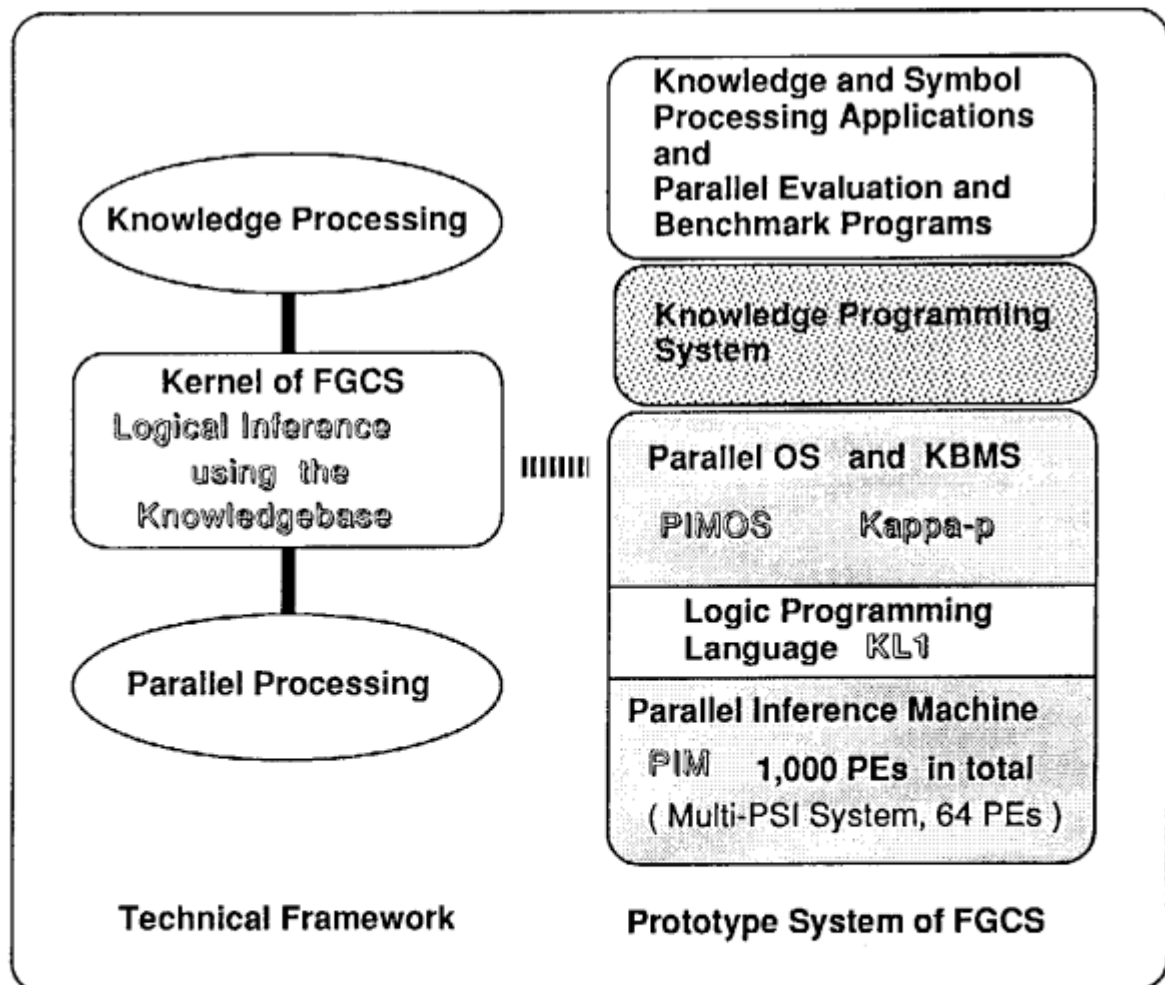 Knowledge Processing
Kernel of FGCS
Logical Inference
using the
Knowledgebase
Parallel Processing
Technical Framework
Knowledge and Symbol
Processing Applications
and
Parallel Evaluation and
Benchmark Programs
Knowledge Programming
System
Parallel OS and KBMS
PIMOS Kappa-p
Logic Programming
Language KL1
Parallel Inference Machine
PIM 1,000 PEs in total
( Multi-PSI System, 64 PEs )
Prototype System of FGCS